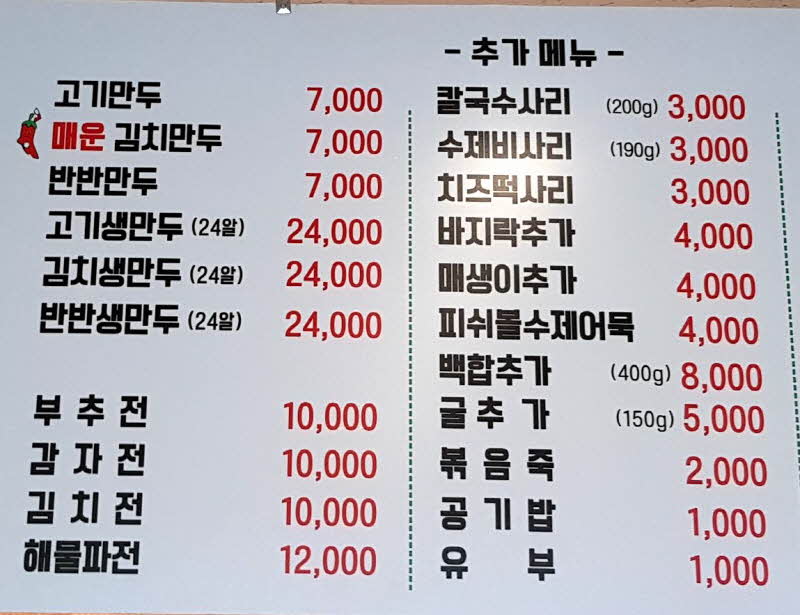 고기만두 7,000
매운 김치만두 7,000
반반만두 7,000
고기생만두 (24알) 24,000
김치생만두 (24알) 24,000
반반생만두 (24알) 24,000
부추전 10,000
감자전 10,000
김치전 10,000
해물파전 12,000
- 추가 메뉴 -
칼국수사리 (200g) 3,000
수제비사리 (190g) 3,000
치즈떡사리 3,000
바지락추가 4,000
매생이추가 4,000
피쉬볼수제어묵 4,000
백합추가 (400g) 8,000
굴추가 (150g) 5,000
볶음죽 2,000
공기밥 1,000
유부 1,000